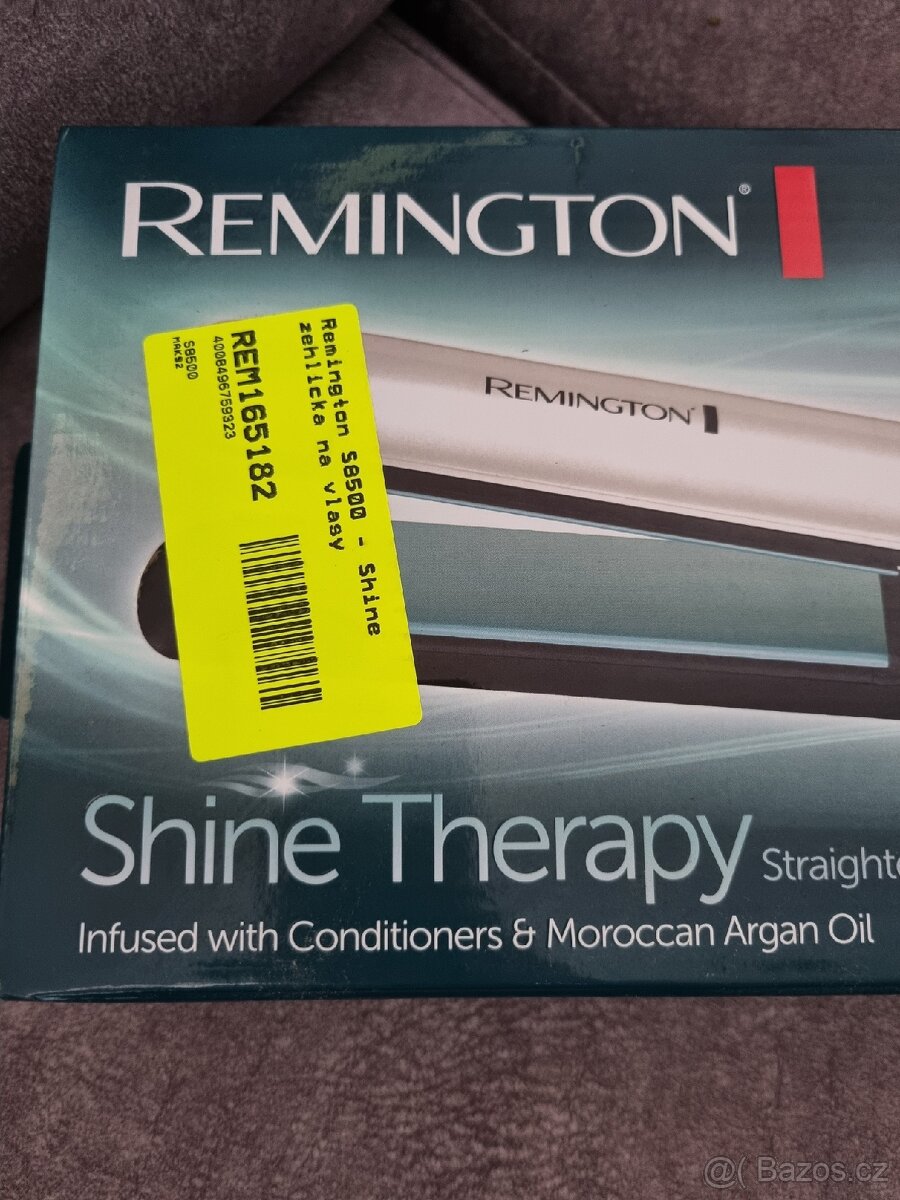 REMINGTON®
REMINGTON
Remington S8500 - Shine
zehlicka na vlasy
REM165182
4008496759323
S8500
MAK92
Shine Therapy Straighte
Infused with Conditioners & Moroccan Argan Oil
@( Bazos.cz